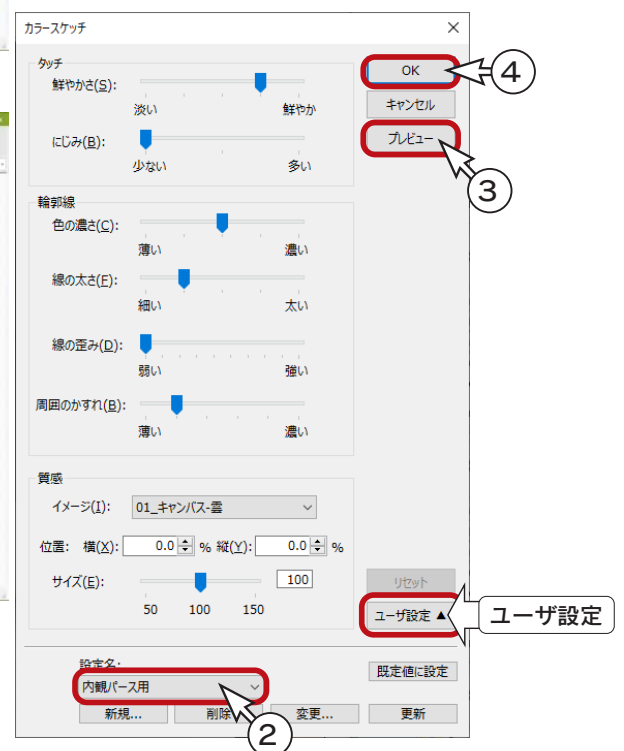 カラースケッチ
タッチ
鮮やかさ(S):
淡い 鮮やか
にじみ(B):
少ない 多い
OK
④
キャンセル
プレビュー
③
輪郭線
色の濃さ(C):
薄い 濃い
線の太さ(F):
細い 太い
線の歪み(D):
弱い 強い
周囲のかすれ(B):
薄い 濃い
質感
イメージ(I): 01_キャンバス-雲
位置: 横(X): 0.0 % 縦(Y): 0.0 %
サイズ(E): 100
50 100 150
リセット
ユーザ設定 ▲
ユーザ設定
設定名:
内観パース用
②
既定値に設定
新規... 削除 変更... 更新